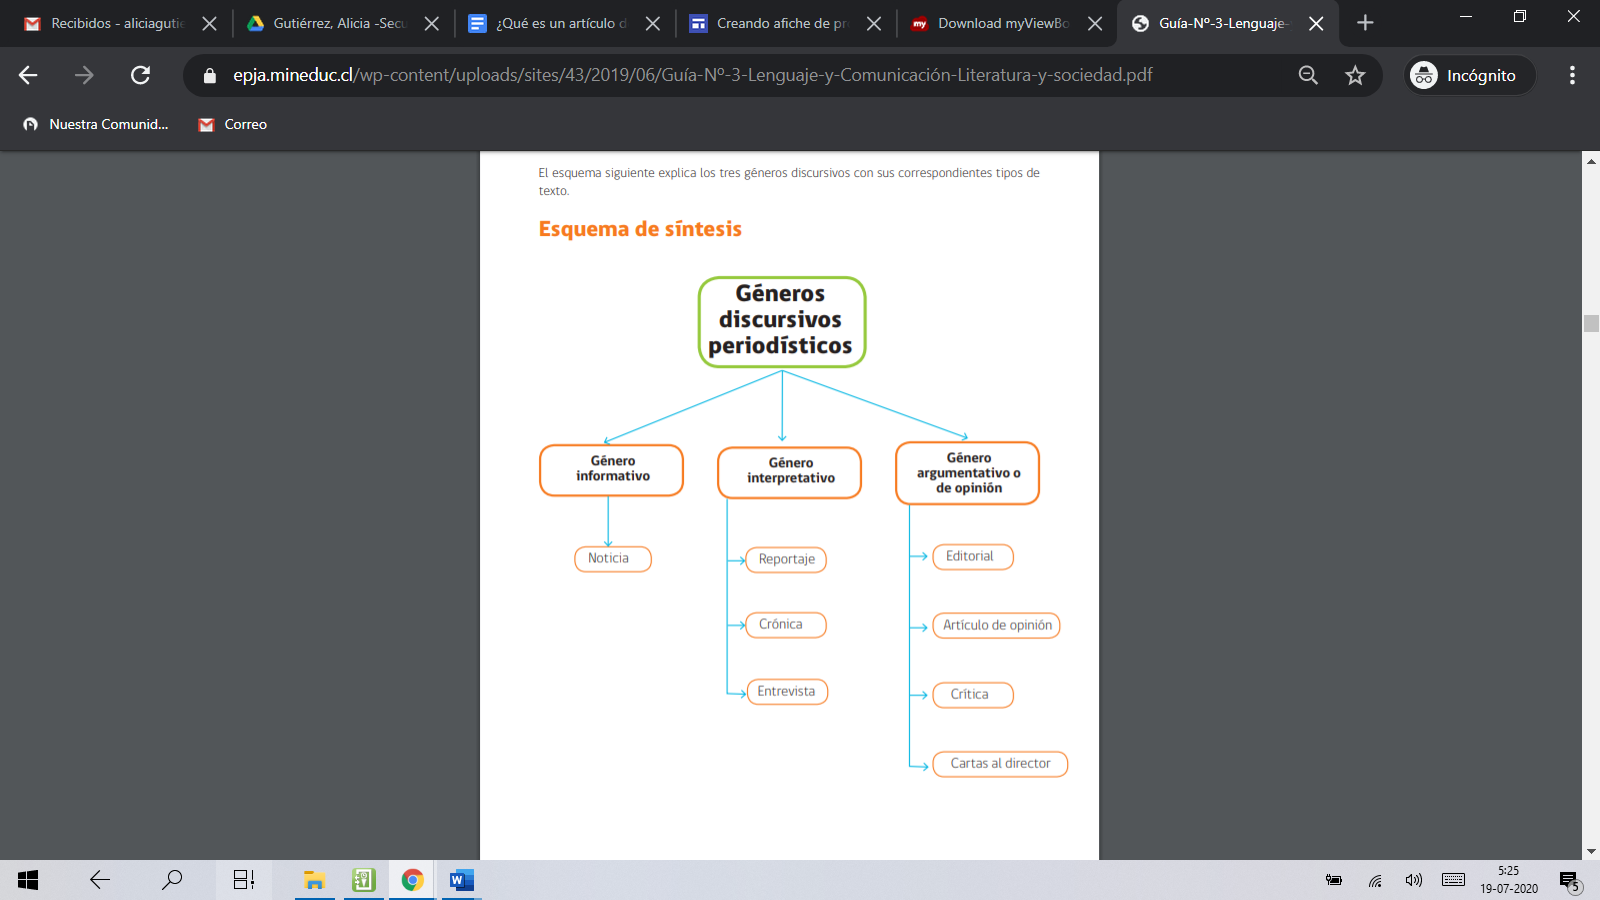 Recibidos - aliciagutie
Gutiérrez, Alicia -Secu
¿Qué es un artículo d
Creando afiche de pr
Download myViewBo
Guía-Nº-3-Lenguaje-
epja.mineduc.cl/wp-content/uploads/sites/43/2019/06/Guía-Nº-3-Lenguaje-y-Comunicación-Literatura-y-sociedad.pdf
Incógnito
Nuestra Comunid...
Correo
El esquema siguiente explica los tres géneros discursivos con sus correspondientes tipos de
texto.
Esquema de síntesis
Géneros
discursivos
periodísticos
Género
informativo
Género
interpretativo
Género
argumentativo o
de opinión
Noticia
Reportaje
Crónica
Entrevista
Editorial
Artículo de opinión
Crítica
Cartas al director
5:25
19-07-2020
5